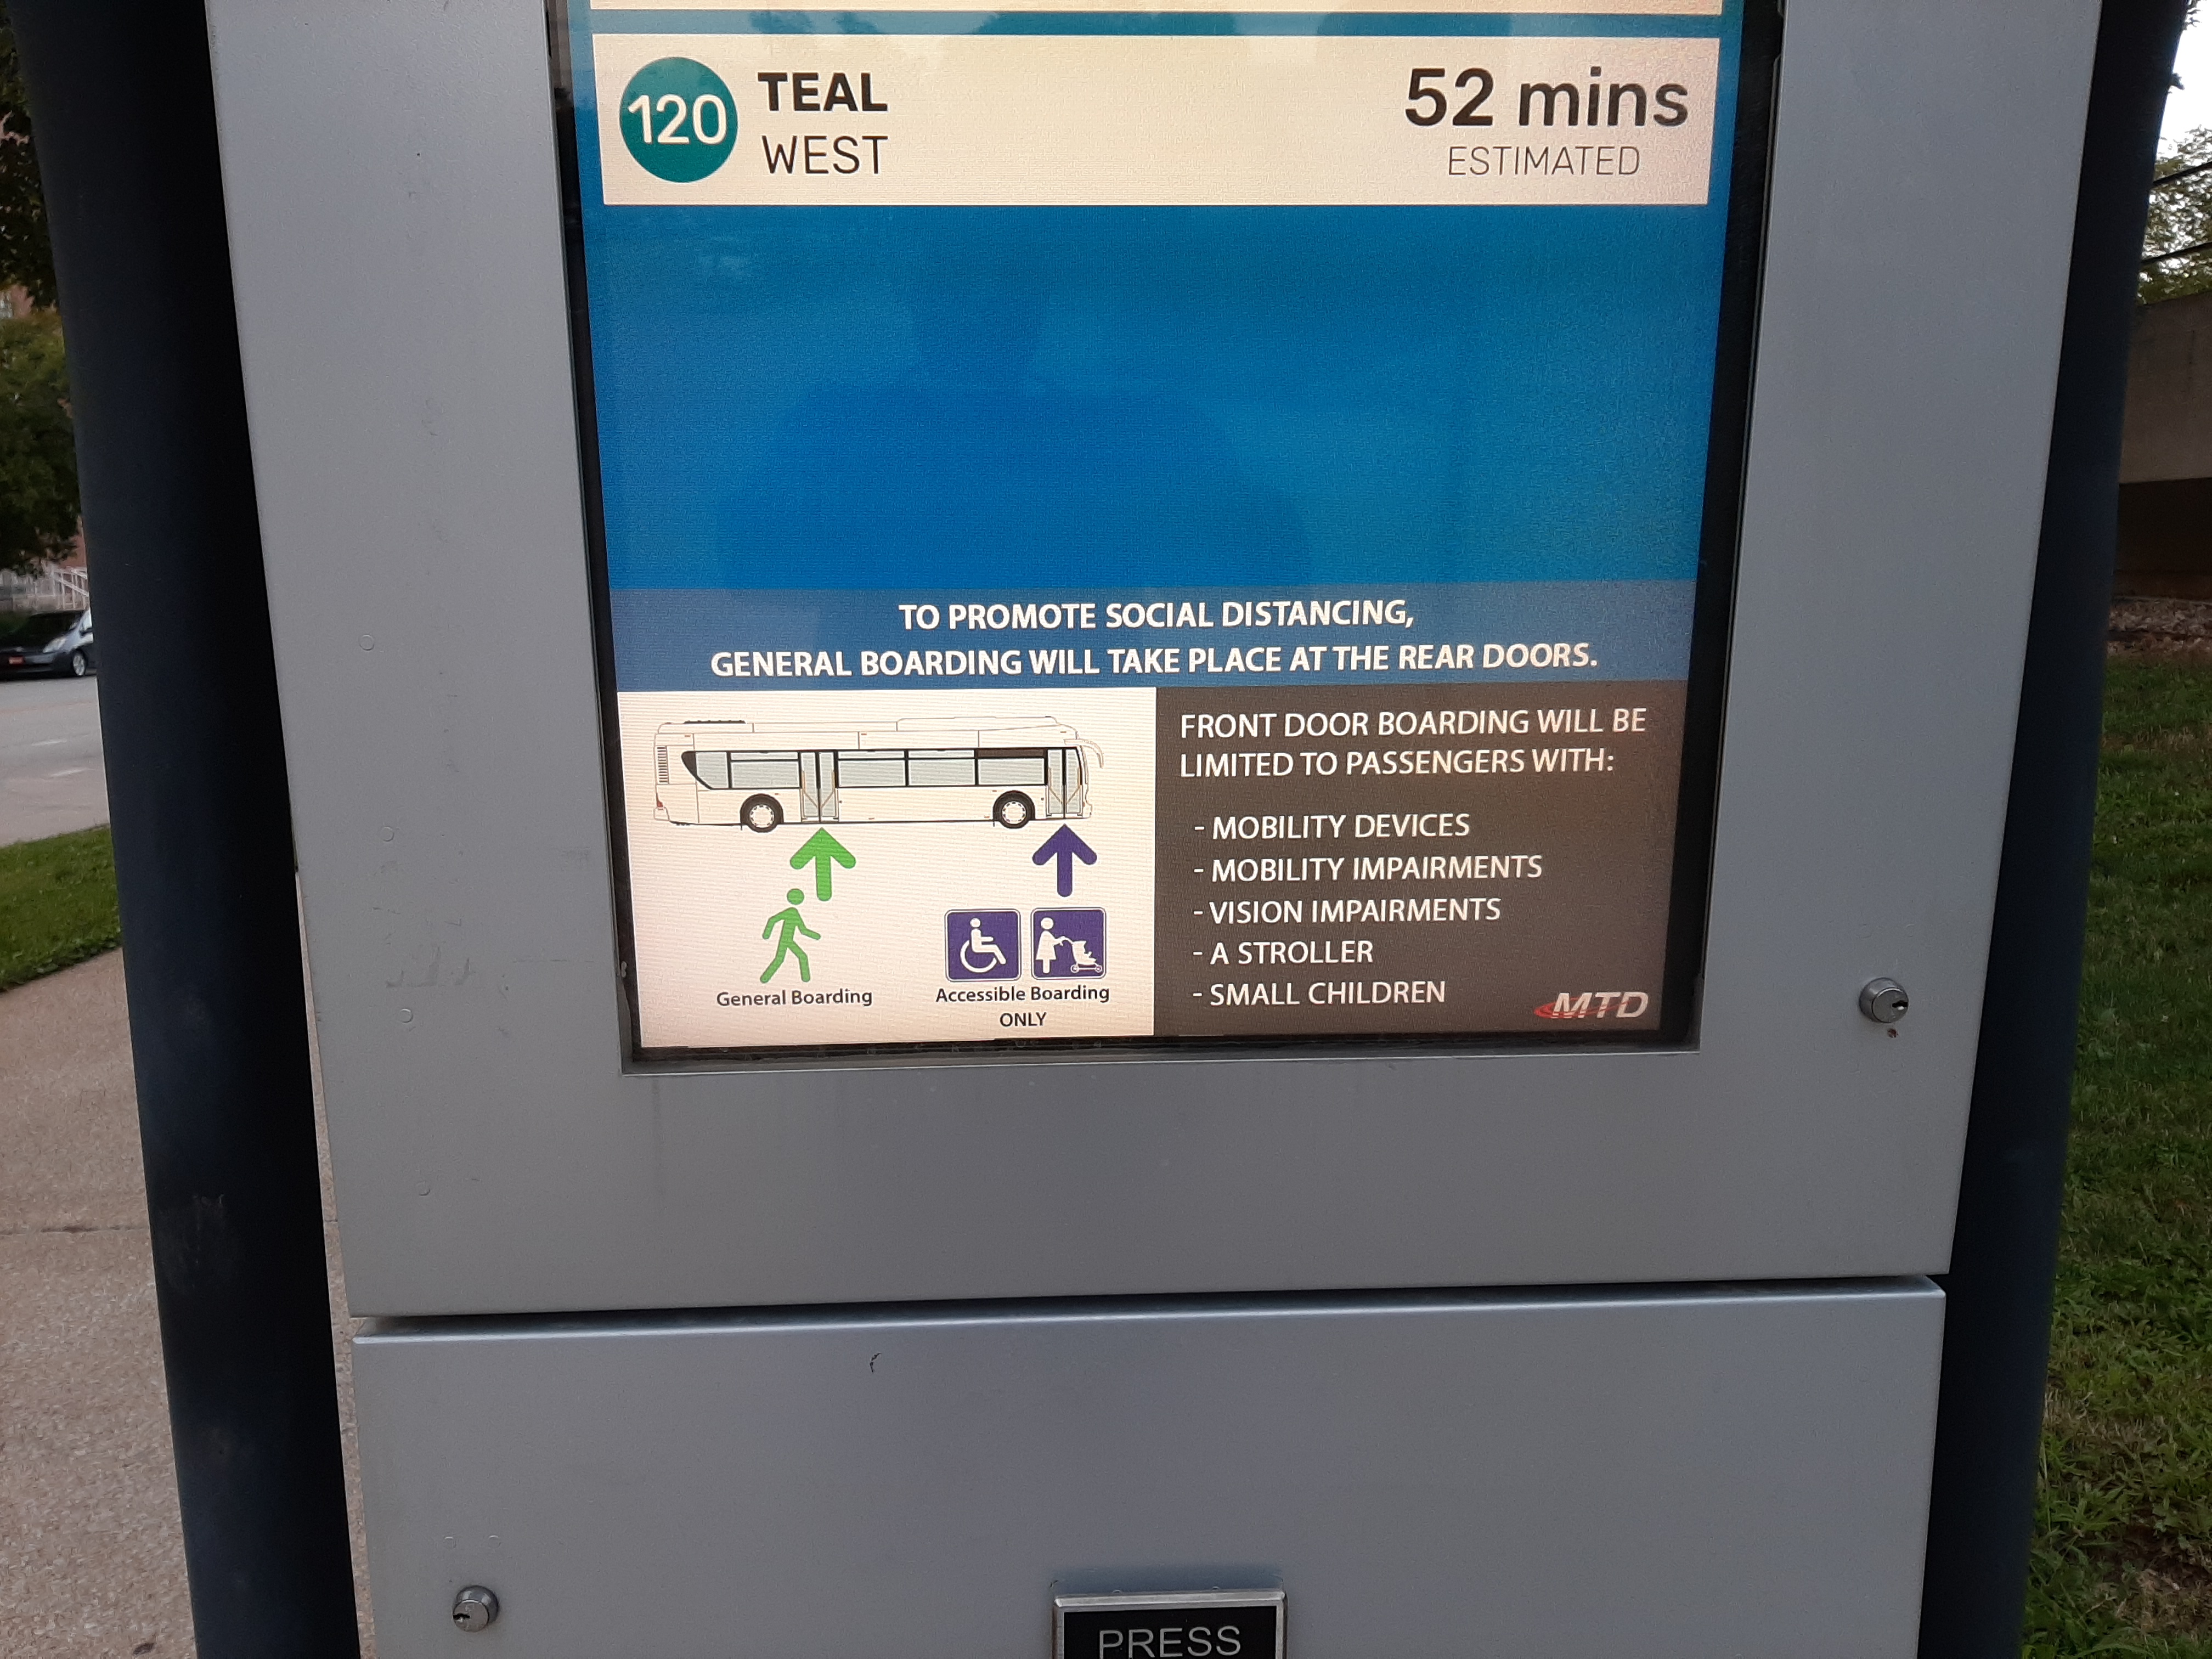 120 TEAL
WEST
52 mins
ESTIMATED
TO PROMOTE SOCIAL DISTANCING,
GENERAL BOARDING WILL TAKE PLACE AT THE REAR DOORS.
General Boarding
Accessible Boarding
ONLY
FRONT DOOR BOARDING WILL BE
LIMITED TO PASSENGERS WITH:
- MOBILITY DEVICES
- MOBILITY IMPAIRMENTS
- VISION IMPAIRMENTS
- A STROLLER
- SMALL CHILDREN
MTD
PRESS